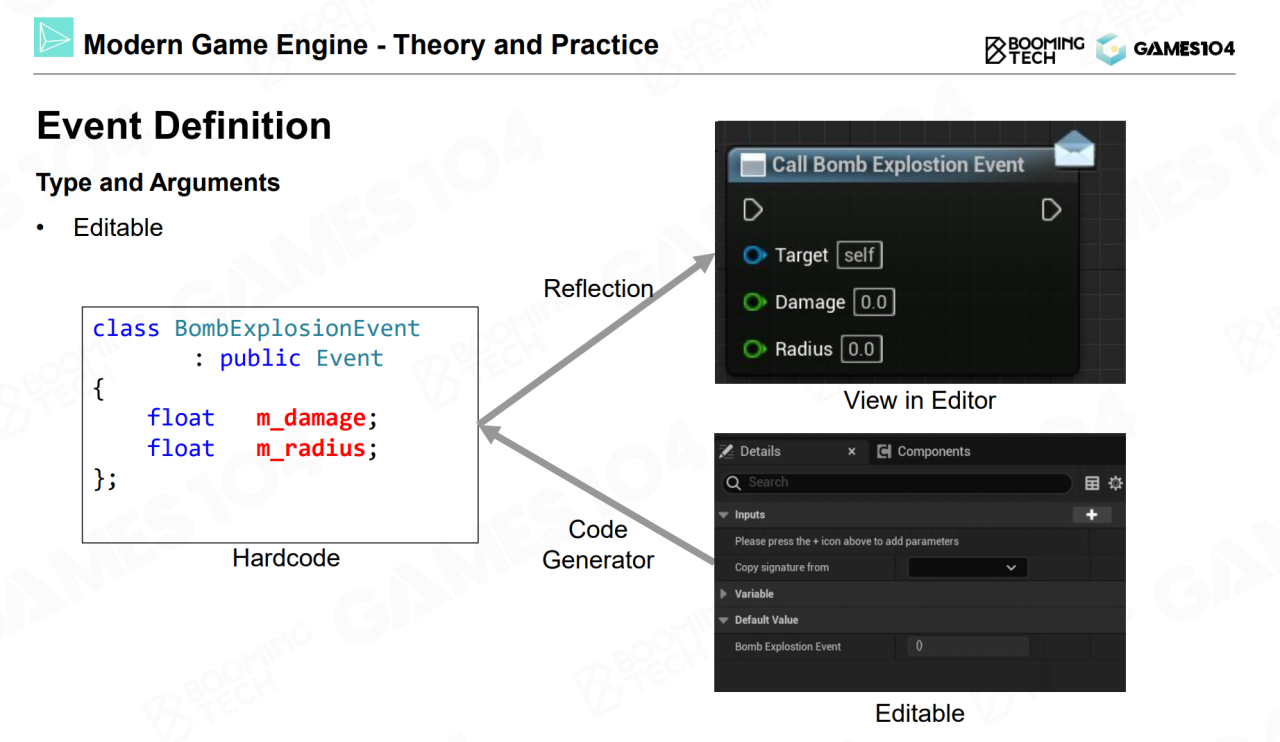 Modern Game Engine - Theory and Practice
BOOMING
TECH
GAMES104
Event Definition
Type and Arguments
• Editable
class BombExplosionEvent
: public Event
{
float m_damage;
float m_radius;
};
Hardcode
Reflection
Code
Generator
Call Bomb Explostion Event
Target self
Damage 0.0
Radius 0.0
View in Editor
Details × Components
Search
Inputs +
Please press the + icon above to add parameters
Copy signature from
Variable
Default Value
Bomb Explostion Event ()
Editable